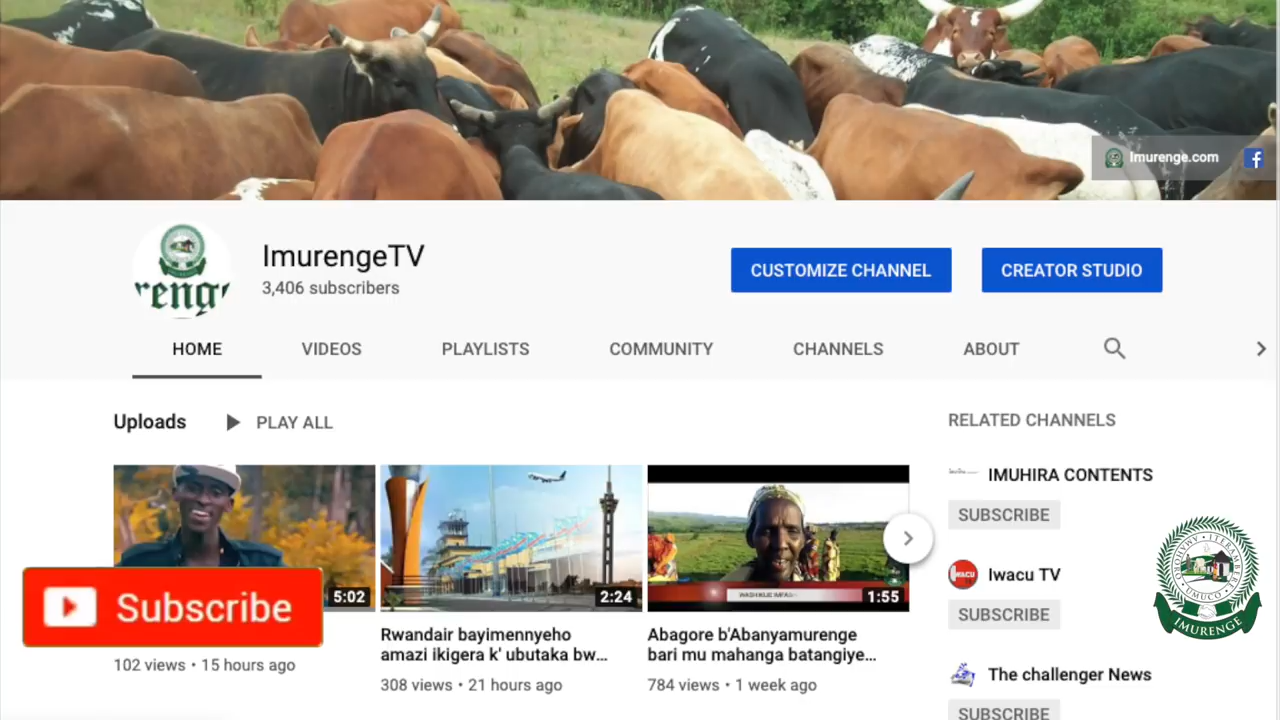 Imurenge.com
ImurengeTV
3,406 subscribers
CUSTOMIZE CHANNEL
CREATOR STUDIO
HOME
VIDEOS
PLAYLISTS
COMMUNITY
CHANNELS
ABOUT
Uploads
PLAY ALL
RELATED CHANNELS
IMUHIRA CONTENTS
SUBSCRIBE
Iwacu TV
SUBSCRIBE
The challenger News
SUBSCRIBE
5:02
2:24
1:55
Subscribe
102 views • 15 hours ago
Rwandair bayimennyeho
amazi ikigera k' ubutaka bw...
308 views • 21 hours ago
Abagore b'Abanyamurenge
bari mu mahanga batangiye...
784 views • 1 week ago
IMURENGE